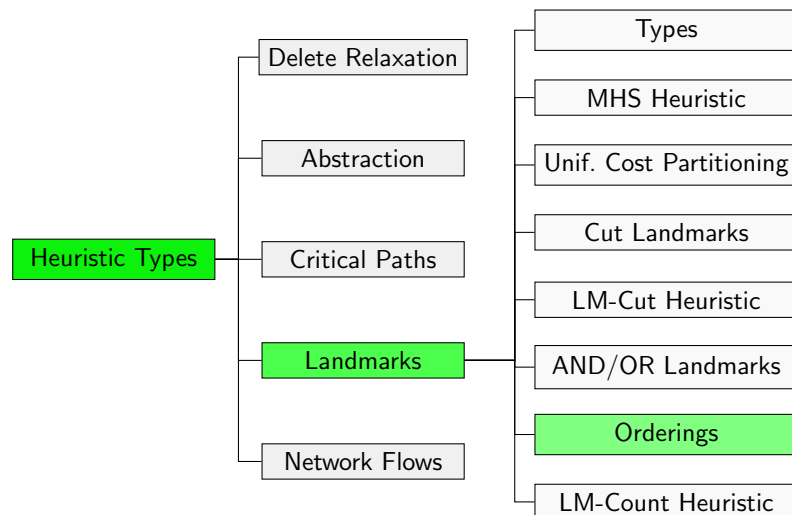 Heuristic Types
Delete Relaxation
Abstraction
Critical Paths
Landmarks
Network Flows
Types
MHS Heuristic
Unif. Cost Partitioning
Cut Landmarks
LM-Cut Heuristic
AND/OR Landmarks
Orderings
LM-Count Heuristic